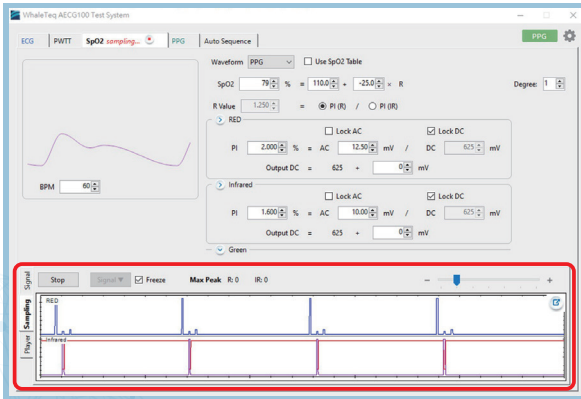 WhaleTeq AECG100 Test System
ECG PWTT SpO2 sampling... PPG Auto Sequence PPG
Waveform PPG Use SpO2 Table
SpO2 79 % = 110.0 + -25.0 × R Degree: 1
R Value 1.250 = PI (R) / PI (IR)
RED
Lock AC Lock DC
PI 2.000 % = AC 12.50 mV / DC 625 mV
Output DC = 625 + 0 mV
BPM 60
Infrared
Lock AC Lock DC
PI 1.600 % = AC 10.00 mV / DC 625 mV
Output DC = 625 + 0 mV
Green
Signal
Sampling
Player
Stop Signal ▼ Freeze Max Peak R: 0 IR: 0 - +
RED
Infrared